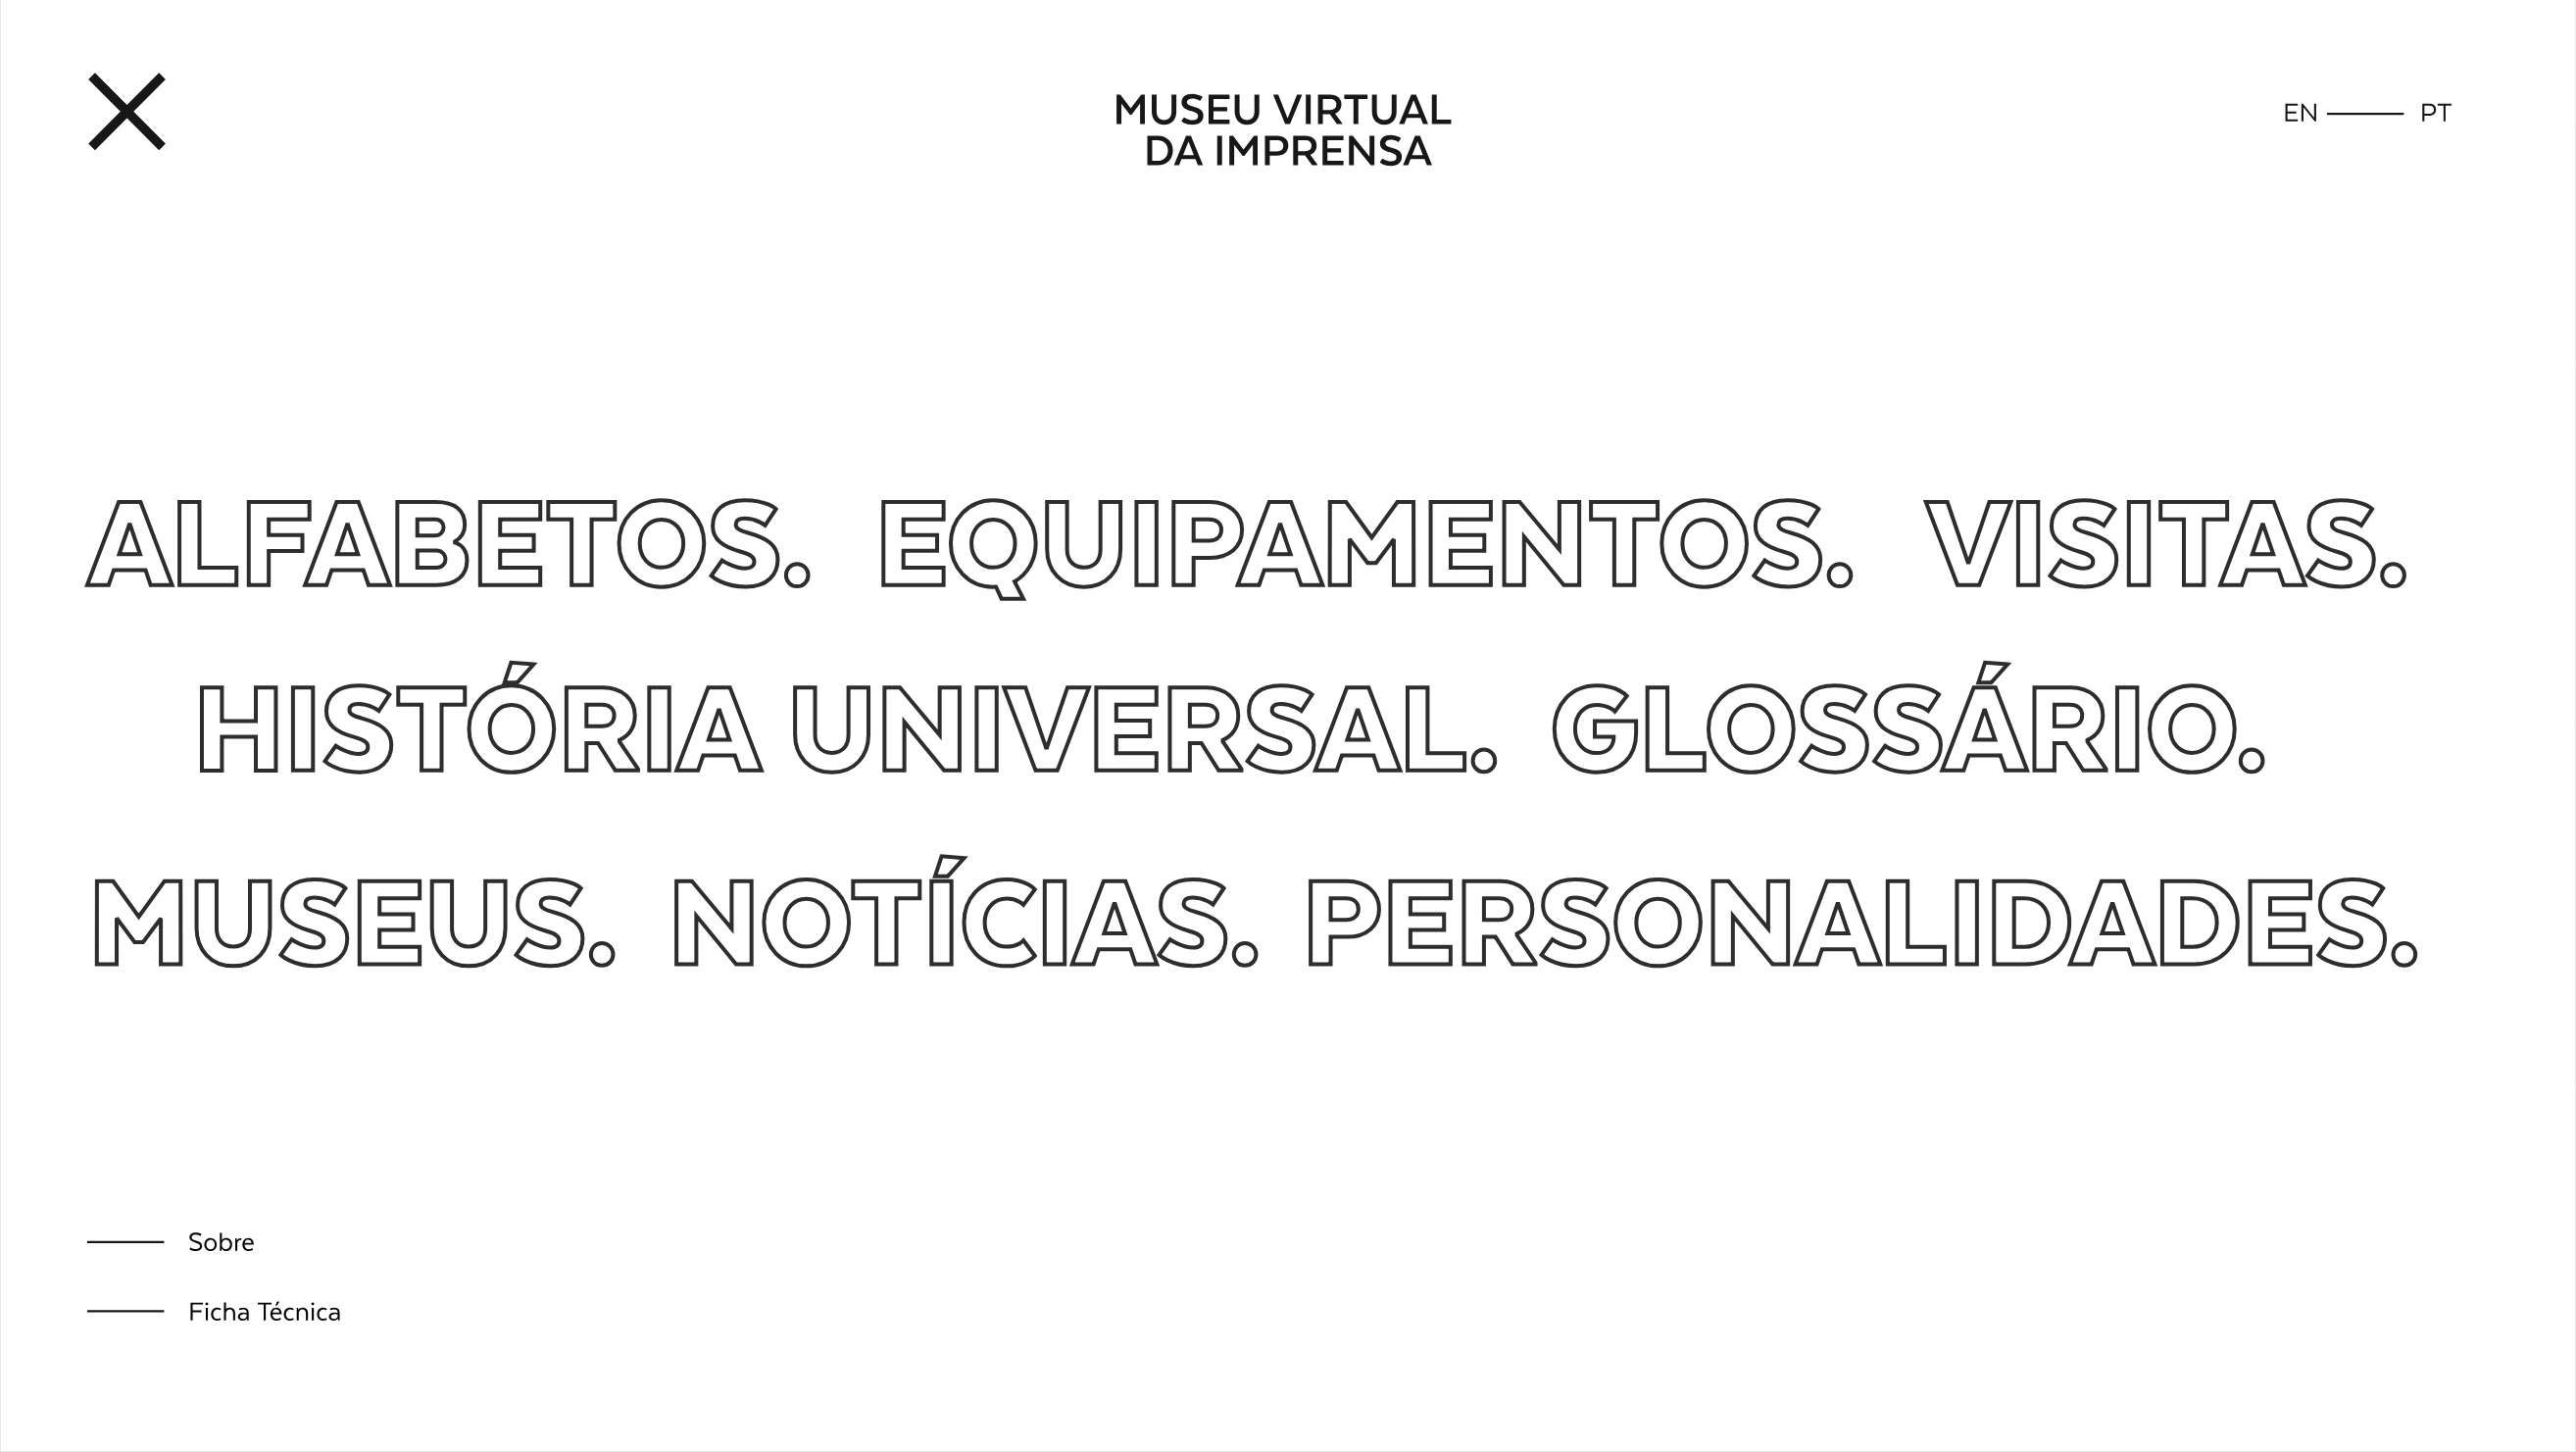 MUSEU VIRTUAL
DA IMPRENSA
EN PT
ALFABETOS. EQUIPAMENTOS. VISITAS.
HISTÓRIA UNIVERSAL. GLOSSÁRIO.
MUSEUS. NOTÍCIAS. PERSONALIDADES.
Sobre
Ficha Técnica